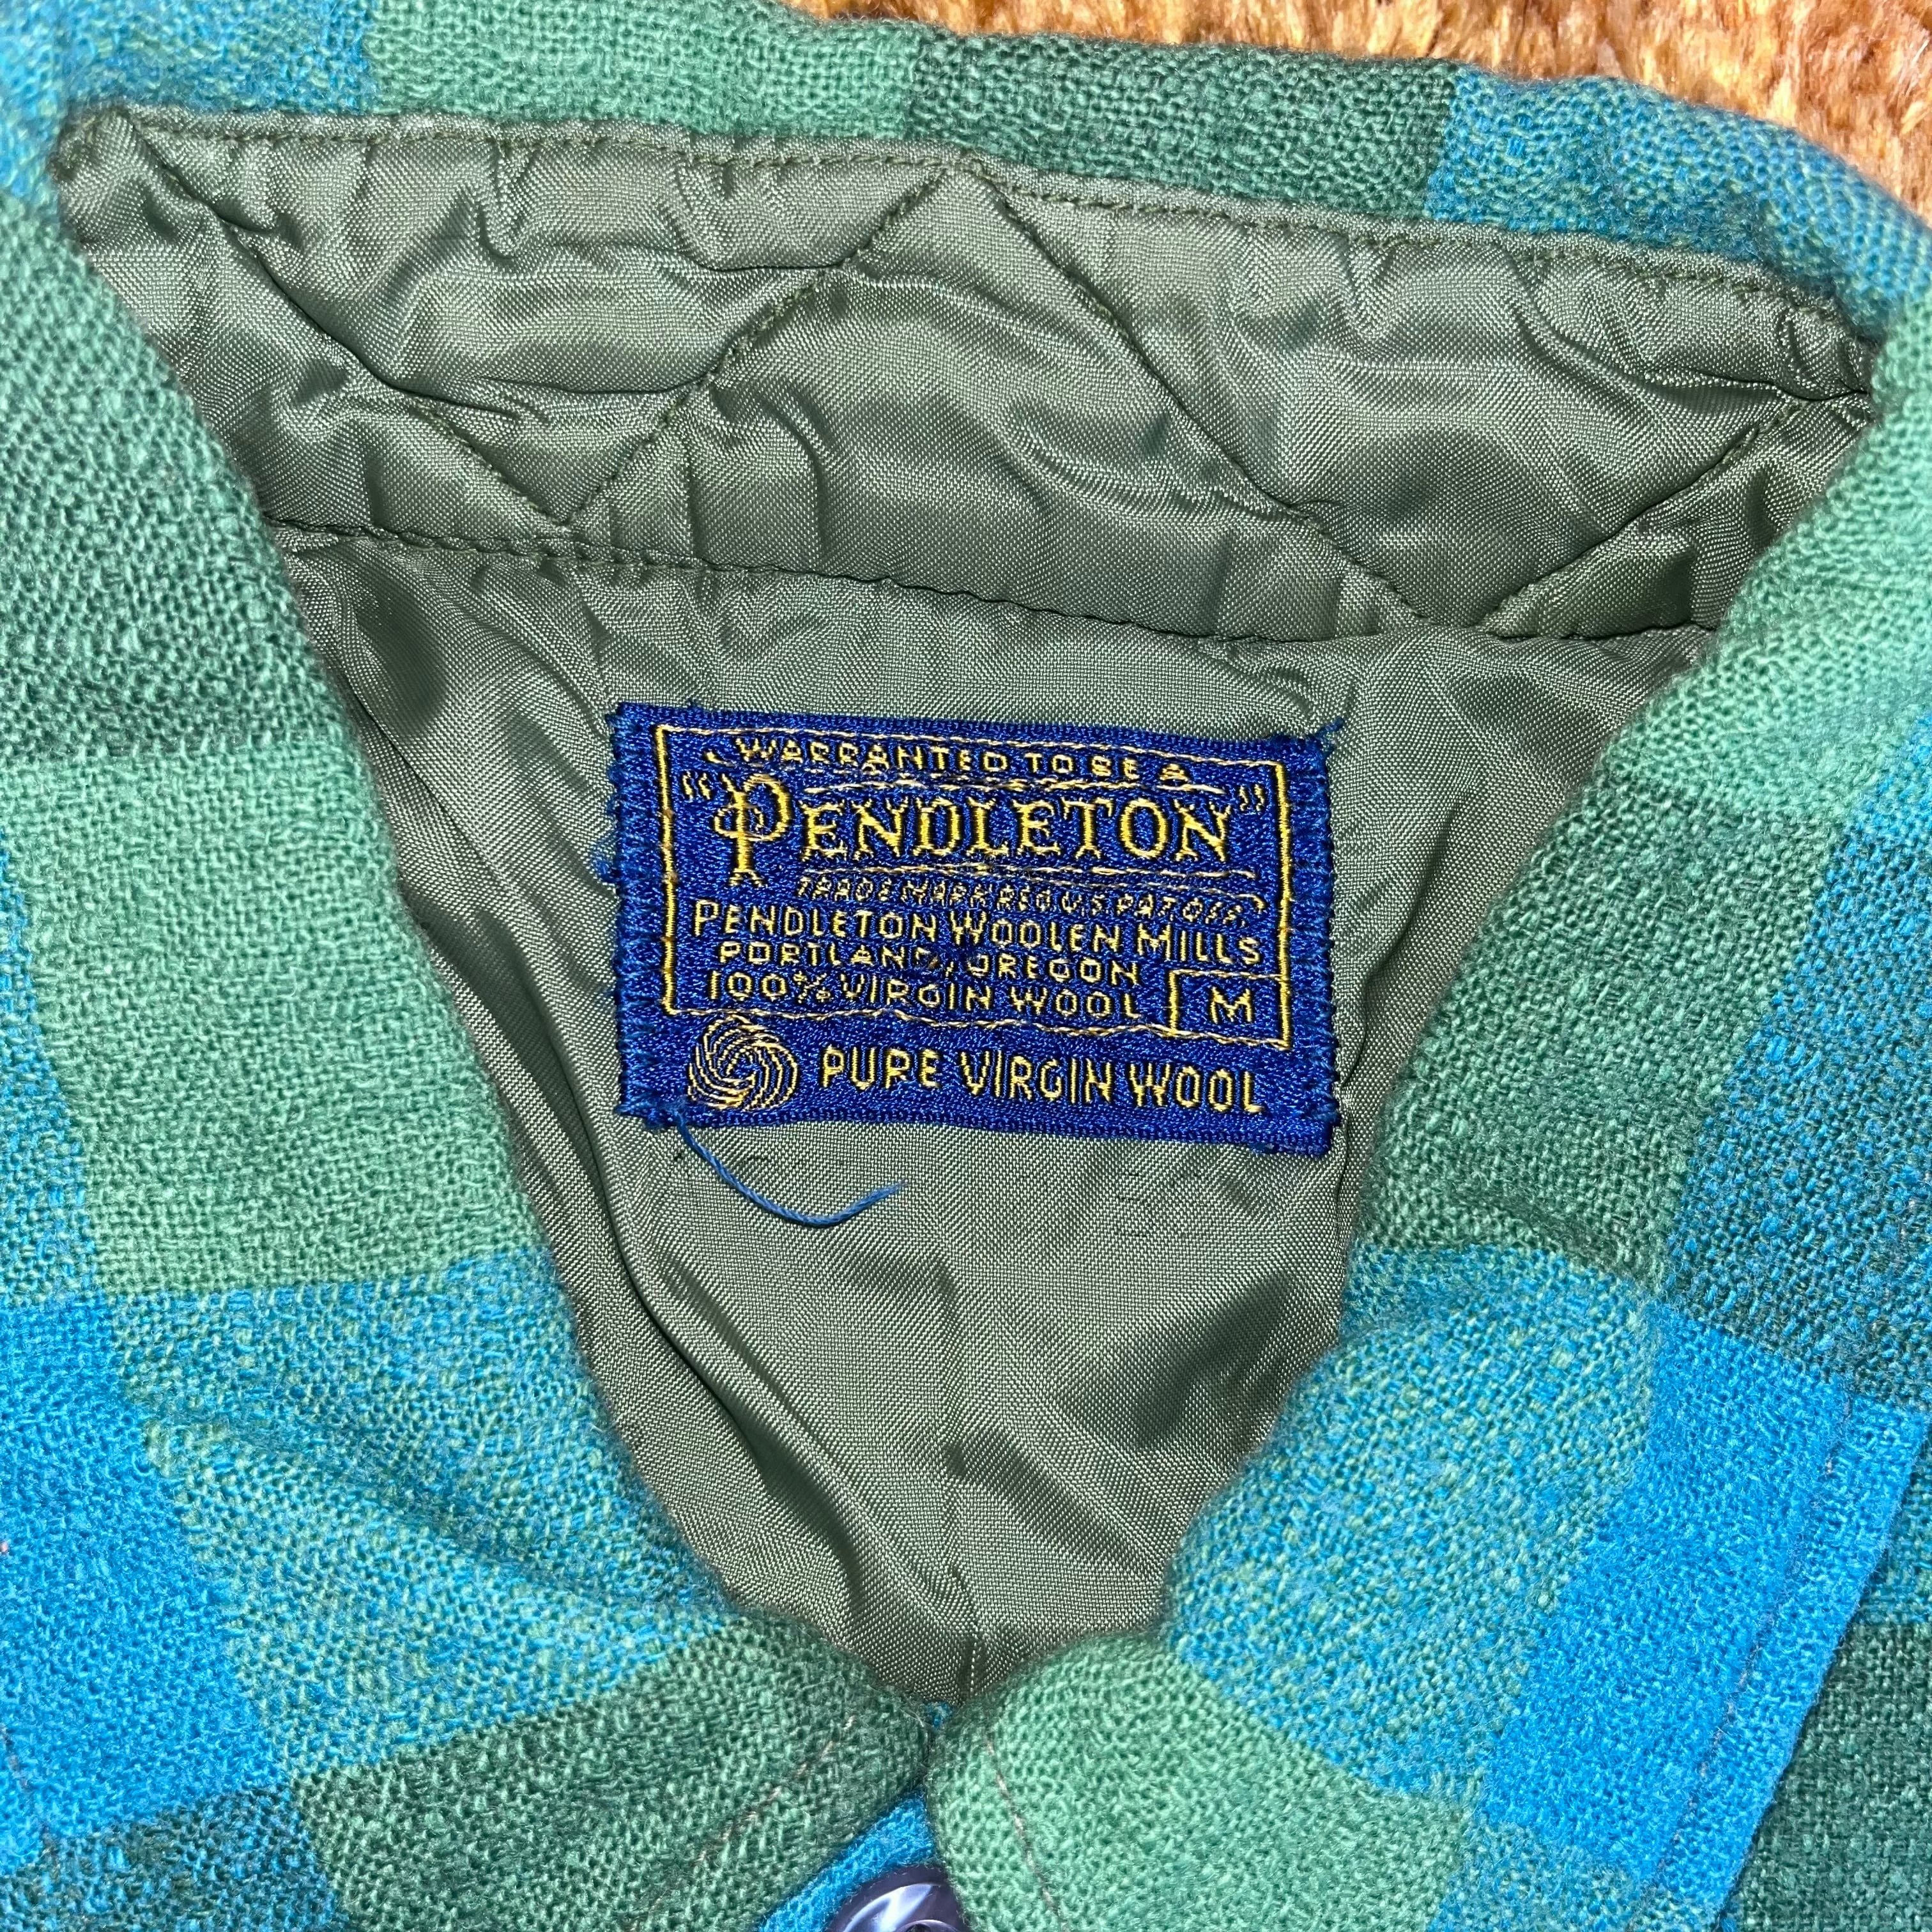 WARRANTED TO BE A
"PENDLETON"
TRADE MARK REG. U.S. PAT. OFF.
PENDLETON WOOLEN MILLS
PORTLAND, OREGON
100% VIRGIN WOOL M
PURE VIRGIN WOOL